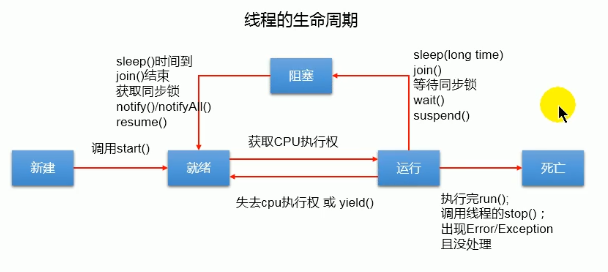 线程的生命周期
sleep()时间到
join()结束
获取同步锁
notify()/notifyAll()
resume()
阻塞
sleep(long time)
join()
等待同步锁
wait()
suspend()
新建
调用start()
就绪
获取CPU执行权
失去cpu执行权 或 yield()
运行
死亡
执行完run();
调用线程的stop()；
出现Error/Exception
且没处理